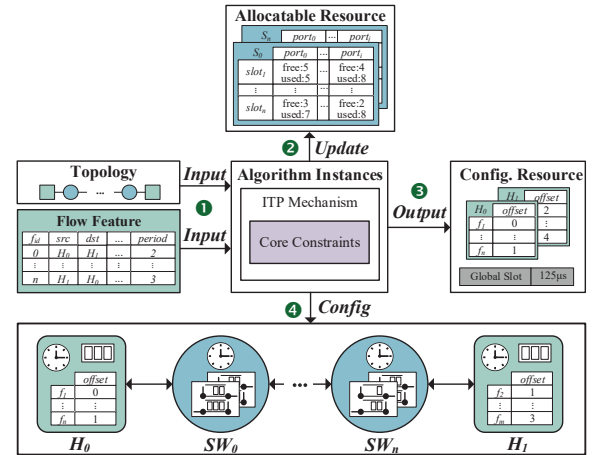 Allocatable Resource
S_n port_0 ... port_i
S_0 port_0 ... port_i
slot_1 free:5 used:5 ... free:4 used:8
⋮ ⋮ ... ⋮
slot_n free:3 used:7 ... free:2 used:8
❷ Update
Topology
...
Input
❶
Flow Feature
f_id src dst ... period
0 H_0 H_1 ... 2
⋮ ⋮ ⋮ ⋮ ⋮
n H_1 H_0 ... 3
Input
Algorithm Instances
ITP Mechanism
Core Constraints
❸
Output
Config. Resource
H_1 offset
2
⋮
4
H_0 offset
f_1 0
⋮ ⋮
f_n 1
Global Slot 125μs
❹ Config
offset
f_1 0
⋮ ⋮
f_n 1
H_0
SW_0
...
SW_n
offset
f_2 1
⋮ ⋮
f_m 3
H_1